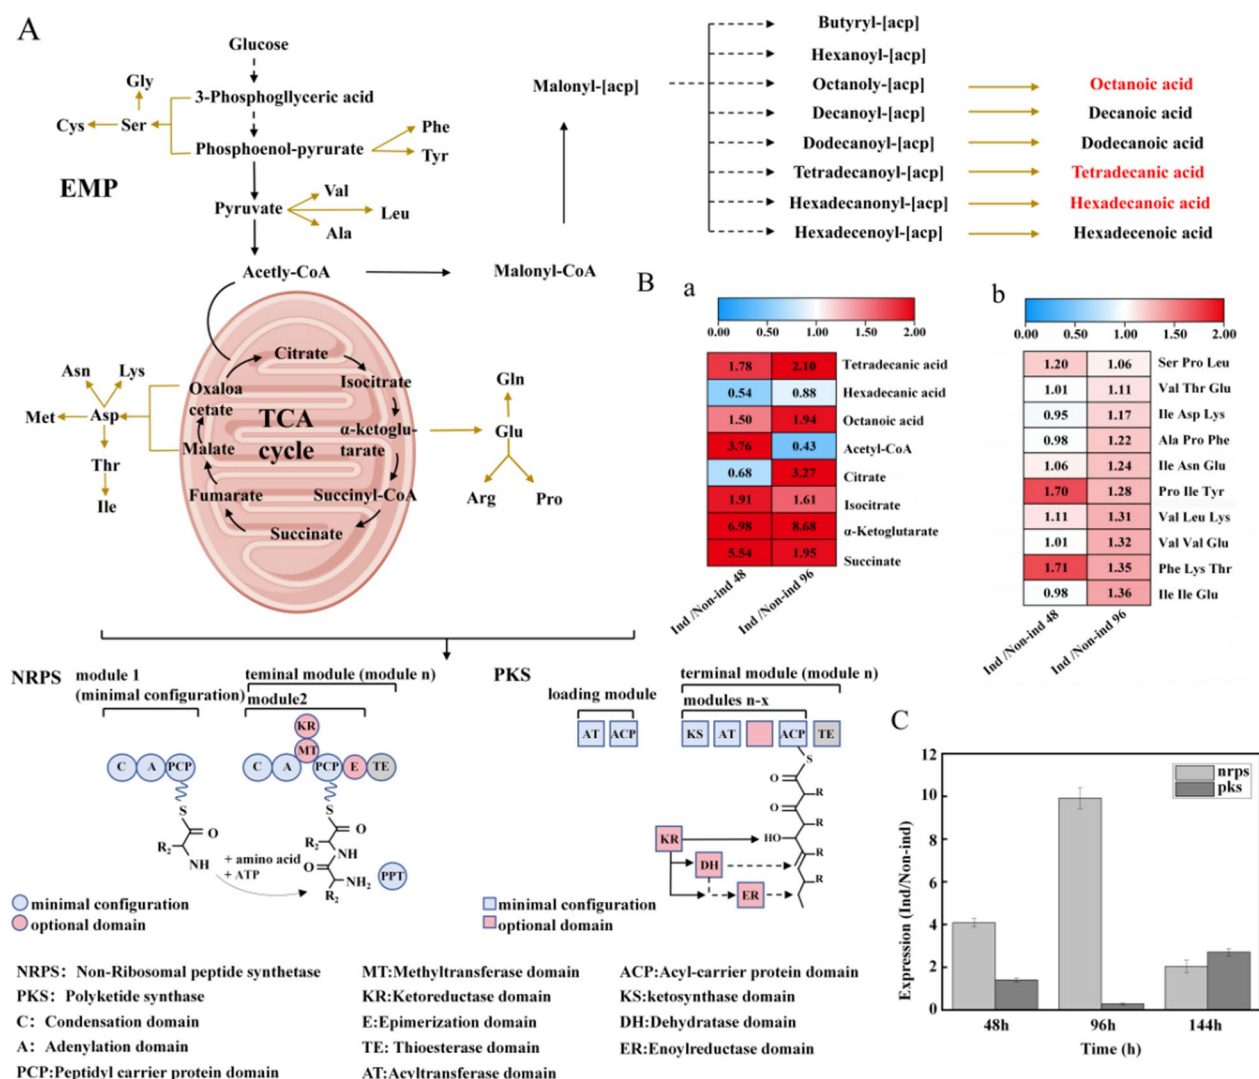 A
Glucose
Gly
3-Phosphogllyceric acid
Cys
Ser
Phe
Phosphoenol-pyrurate
Tyr
EMP
Val
Pyruvate
Leu
Ala
Acetly-CoA
Malonyl-CoA
Malonyl-[acp]
Butyryl-[acp]
Hexanoyl-[acp]
Octanoly-[acp]
Octanoic acid
Decanoyl-[acp]
Decanoic acid
Dodecanoyl-[acp]
Dodecanoic acid
Tetradecanoyl-[acp]
Tetradecanic acid
Hexadecanonyl-[acp]
Hexadecanoic acid
Hexadecenoyl-[acp]
Hexadecenoic acid
Citrate
Isocitrate
Oxaloa
cetate
TCA
cycle
α-ketoglu-
tarate
Malate
Fumarate
Succinyl-CoA
Succinate
Asn
Lys
Met
Asp
Thr
Ile
Gln
Glu
Arg
Pro
B
a
0.00 0.50 1.00 1.50 2.00
1.78 2.10 Tetradecanic acid
0.54 0.88 Hexadecanic acid
1.50 1.94 Octanoic acid
3.76 0.43 Acetyl-CoA
0.68 3.27 Citrate
1.91 1.61 Isocitrate
6.98 8.68 α-Ketoglutarate
5.54 1.95 Succinate
Ind /Non-ind 48
Ind /Non-ind 96
b
0.00 0.50 1.00 1.50 2.00
1.20 1.06 Ser Pro Leu
1.01 1.11 Val Thr Glu
0.95 1.17 Ile Asp Lys
0.98 1.22 Ala Pro Phe
1.06 1.24 Ile Asn Glu
1.70 1.28 Pro Ile Tyr
1.11 1.31 Val Leu Lys
1.01 1.32 Val Val Glu
1.71 1.35 Phe Lys Thr
0.98 1.36 Ile Ile Glu
Ind /Non-ind 48
Ind /Non-ind 96
NRPS
module 1
(minimal configuration)
teminal module (module n)
module2
KR
MT
C A PCP
C A PCP E TE
S
O
R2
NH
+ amino acid
+ ATP
S
O
R2
NH
O
NH2
R2
PPT
minimal configuration
optional domain
PKS
loading module
terminal module (module n)
modules n-x
AT ACP
KS AT ACP TE
S
O
R
O
R
KR
HO
R
DH
R
ER
minimal configuration
optional domain
C
Expression (Ind/Non-ind)
12
10
8
6
4
2
0
nrps
pks
48h 96h 144h
Time (h)
NRPS: Non-Ribosomal peptide synthetase
PKS: Polyketide synthase
C: Condensation domain
A: Adenylation domain
PCP:Peptidyl carrier protein domain
MT:Methyltransferase domain
KR:Ketoreductase domain
E:Epimerization domain
TE: Thioesterase domain
AT:Acyltransferase domain
ACP:Acyl-carrier protein domain
KS:ketosynthase domain
DH:Dehydratase domain
ER:Enoylreductase domain